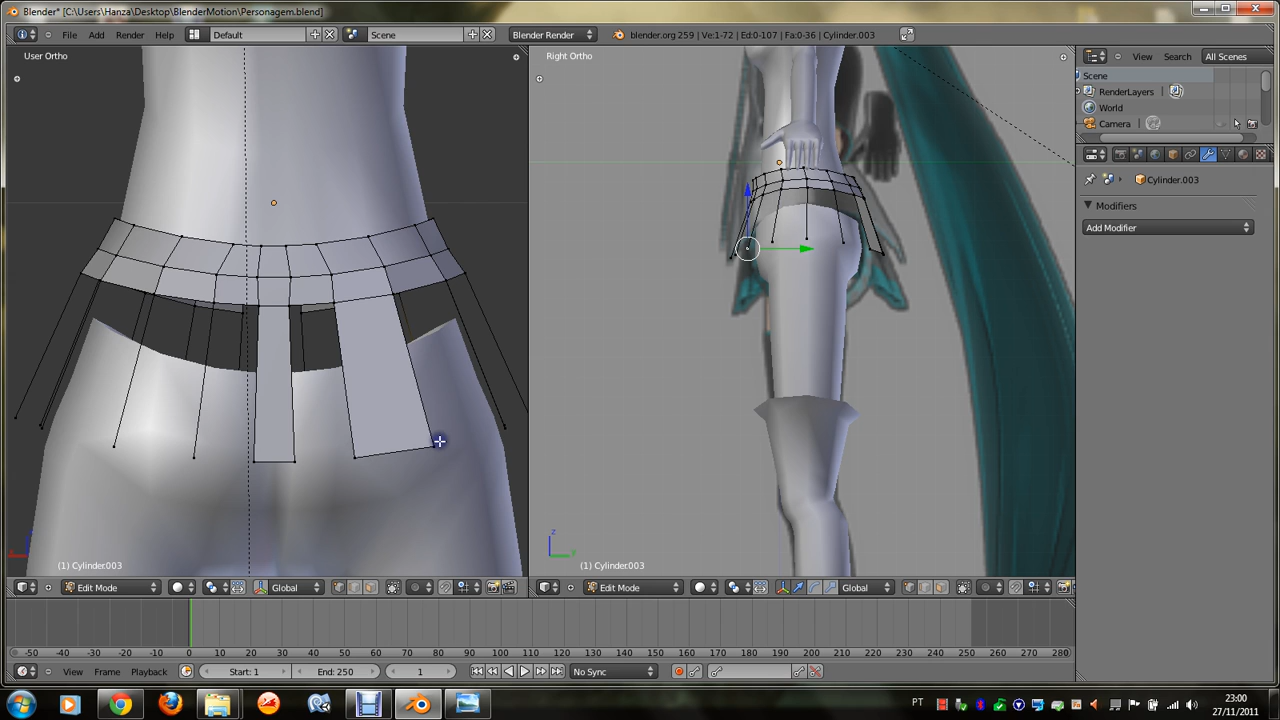 Blender* [C:\Users\Hanza\Desktop\BlenderMotion\Personagem.blend]
File Add Render Help Default Scene Blender Render blender.org 259 | Ve:1-72 | Ed:0-107 | Fa:0-36 | Cylinder.003
View Search All Scenes
User Ortho
Right Ortho
Scene
RenderLayers
World
Camera
Cylinder.003
Modifiers
Add Modifier
z
(1) Cylinder.003
(1) Cylinder.003
Edit Mode Global
Edit Mode Global
-50 -40 -30 -20 -10 0 10 20 30 40 50 60 70 80 90 100 110 120 130 140 150 160 170 180 190 200 210 220 230 240 250 260 270 280
View Frame Playback Start: 1 End: 250 1 No Sync
PT
23:00
27/11/2011